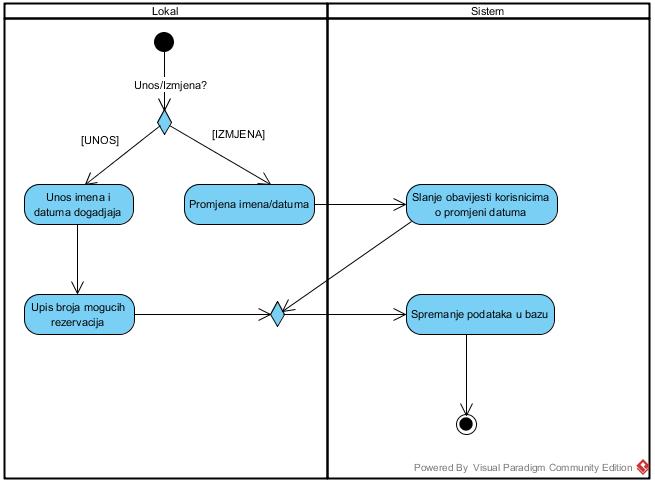 Lokal
Sistem
Unos/Izmjena?
[UNOS]
[IZMJENA]
Unos imena i
datuma dogadjaja
Promjena imena/datuma
Slanje obavijesti korisnicima
o promjeni datuma
Upis broja mogucih
rezervacija
Spremanje podataka u bazu
Powered By Visual Paradigm Community Edition